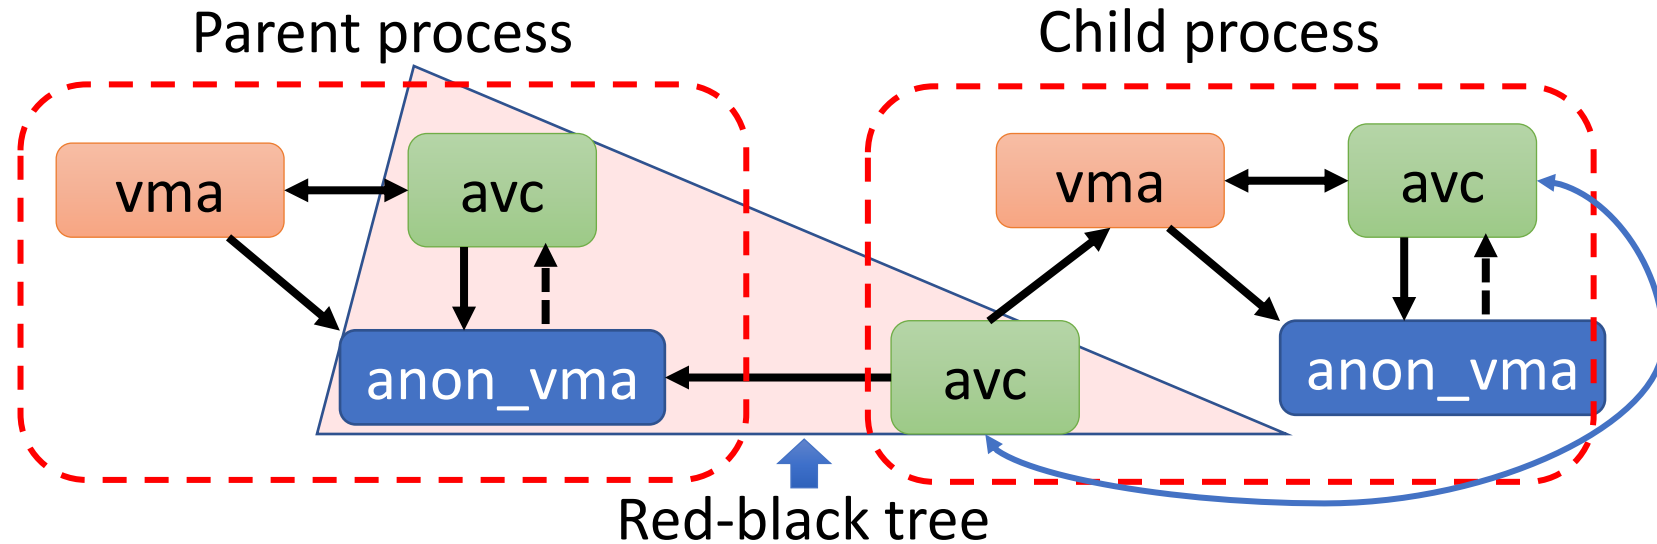 Parent process
Child process
vma
avc
vma
avc
anon_vma
avc
anon_vma
Red-black tree